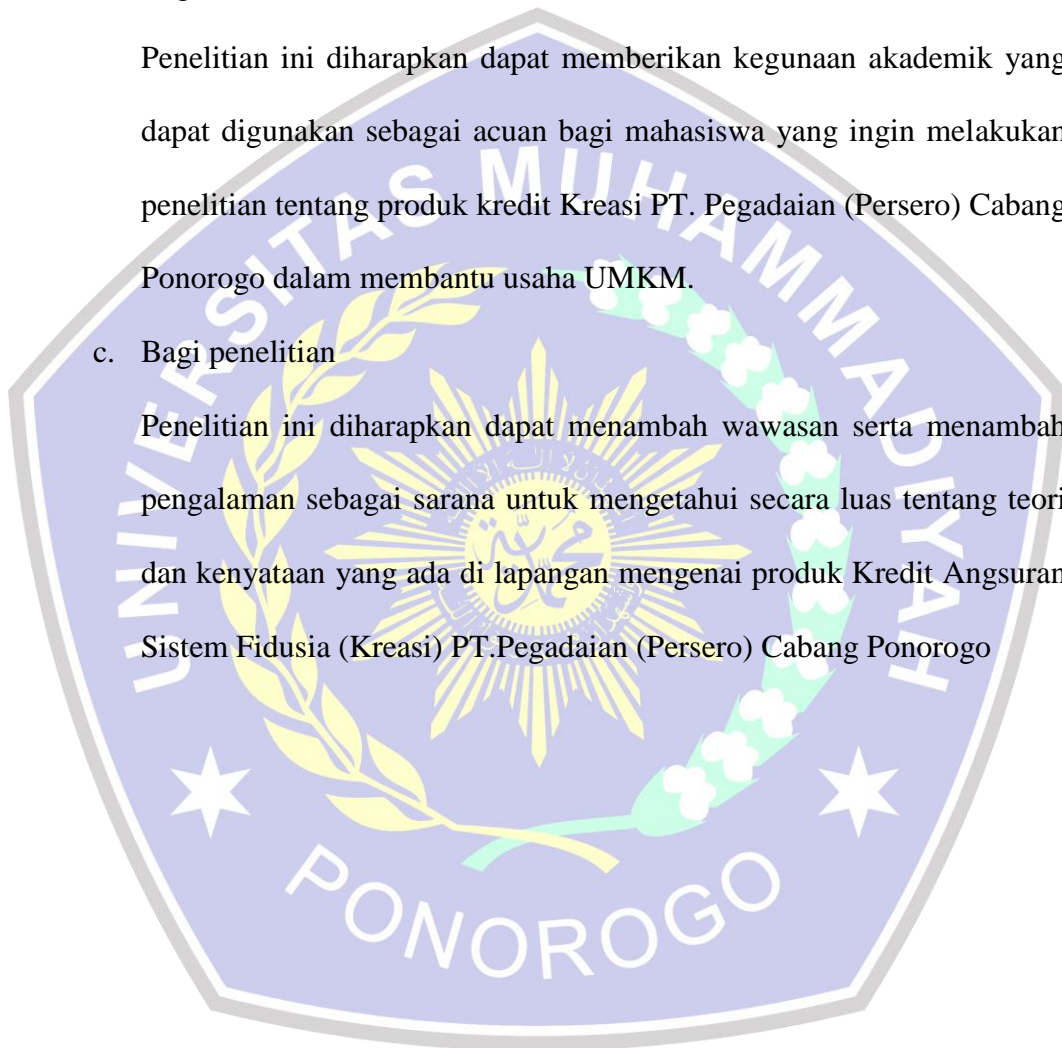 Penelitian ini diharapkan dapat memberikan kegunaan akademik yang
dapat digunakan sebagai acuan bagi mahasiswa yang ingin melakukan
penelitian tentang produk kredit Kreasi PT. Pegadaian (Persero) Cabang
Ponorogo dalam membantu usaha UMKM.
c. Bagi penelitian
Penelitian ini diharapkan dapat menambah wawasan serta menambah
pengalaman sebagai sarana untuk mengetahui secara luas tentang teori
dan kenyataan yang ada di lapangan mengenai produk Kredit Angsuran
Sistem Fidusia (Kreasi) PT.Pegadaian (Persero) Cabang Ponorogo
UNIVERSITAS MUHAMMADIYAH
PONOROGO